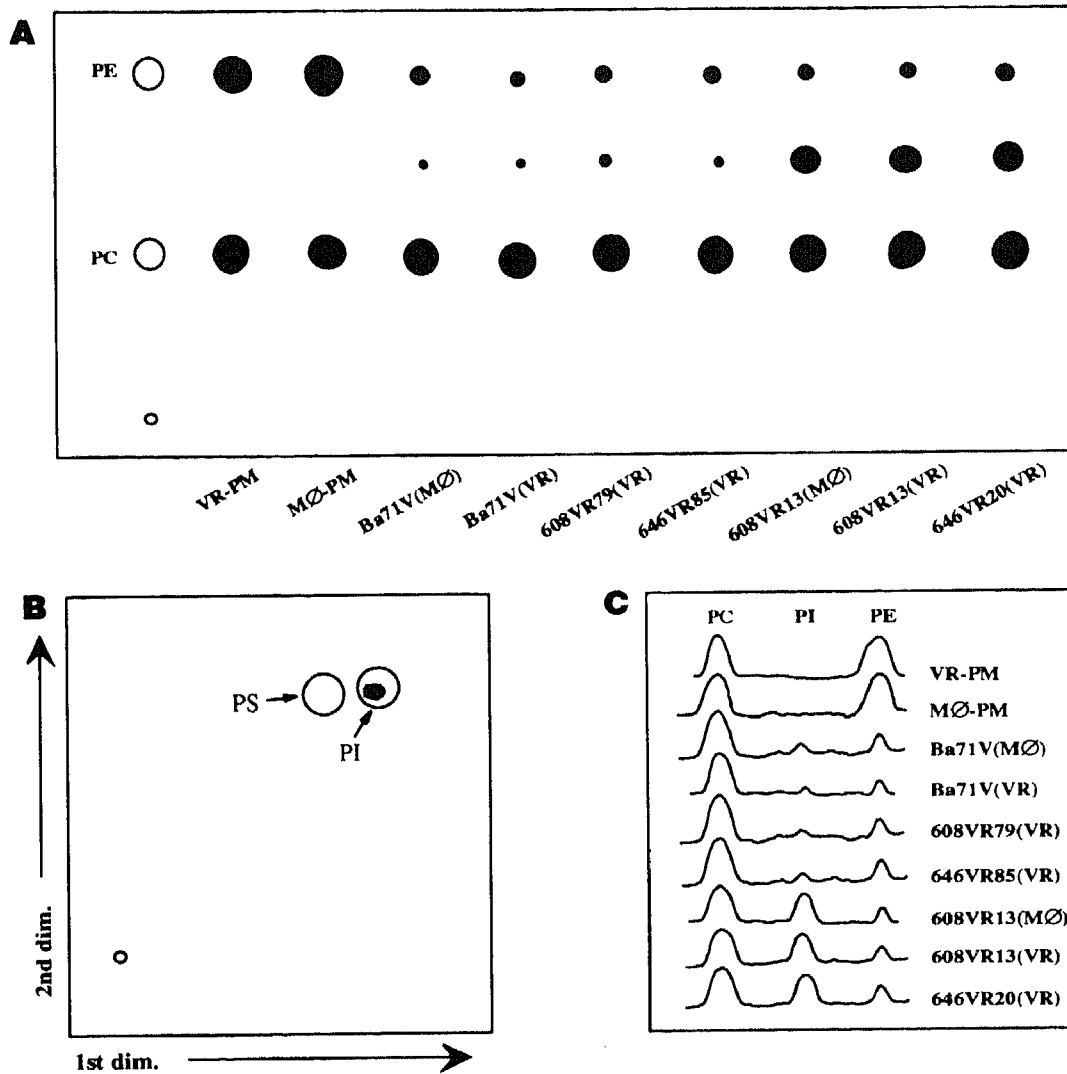 A
PE
PC
VR-PM
MØ-PM
Ba71V(MØ)
Ba71V(VR)
608VR79(VR)
646VR85(VR)
608VR13(MØ)
608VR13(VR)
646VR20(VR)
B
PS
PI
2nd dim.
1st dim.
C
PC PI PE
VR-PM
MØ-PM
Ba71V(MØ)
Ba71V(VR)
608VR79(VR)
646VR85(VR)
608VR13(MØ)
608VR13(VR)
646VR20(VR)